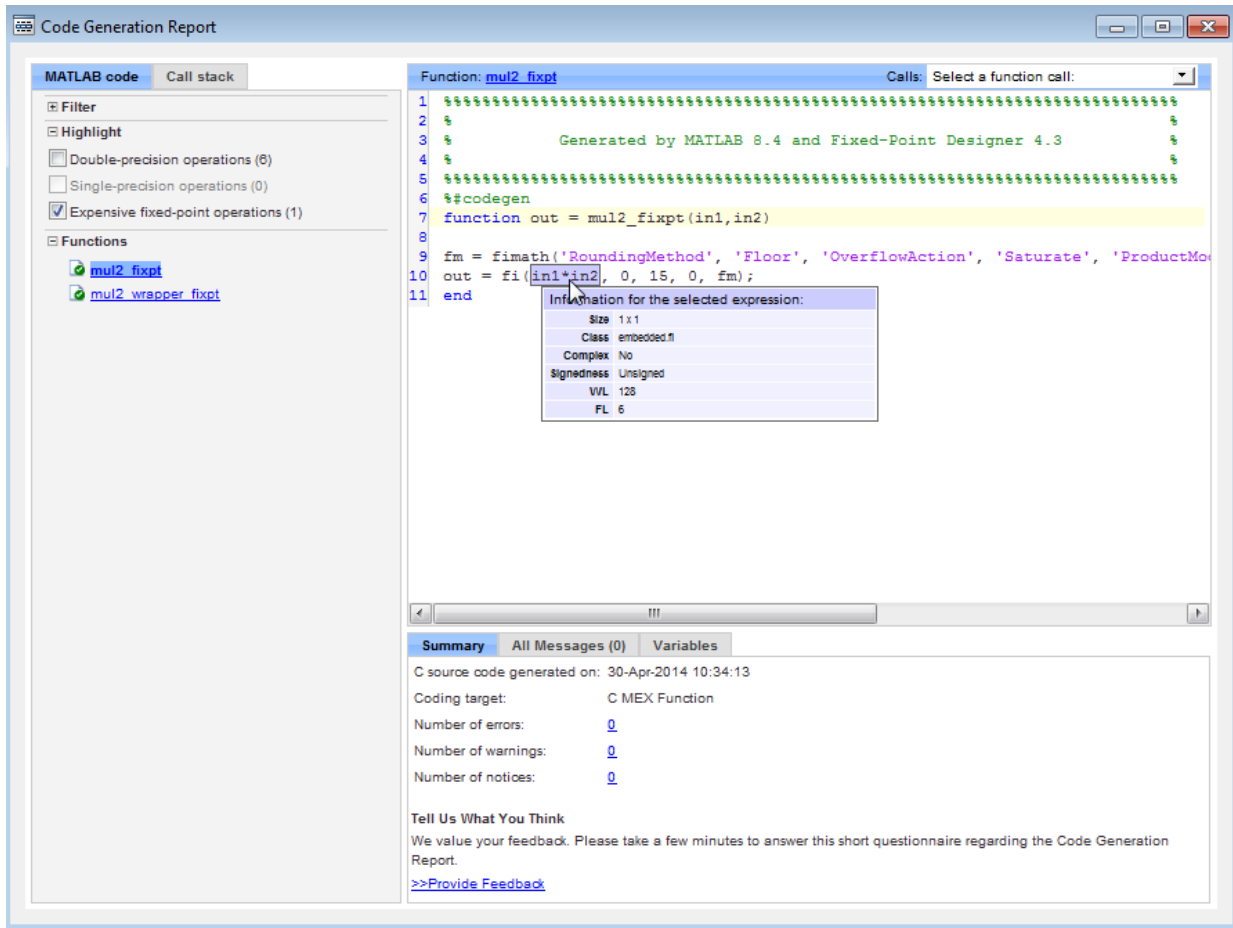 Code Generation Report
MATLAB code Call stack
Filter
Highlight
Double-precision operations (6)
Single-precision operations (0)
Expensive fixed-point operations (1)
Functions
mul2_fixpt
mul2_wrapper_fixpt
Function: mul2_fixpt Calls: Select a function call:
1 %%%%%%%%%%%%%%%%%%%%%%%%%%%%%%%%%%%%%%%%%%%%%%%%%%%%%%%%%%%%%%%%%%%%%%%%%%
2 % %
3 % Generated by MATLAB 8.4 and Fixed-Point Designer 4.3 %
4 % %
5 %%%%%%%%%%%%%%%%%%%%%%%%%%%%%%%%%%%%%%%%%%%%%%%%%%%%%%%%%%%%%%%%%%%%%%%%%%
6 %#codegen
7 function out = mul2_fixpt(in1,in2)
8
9 fm = fimath('RoundingMethod', 'Floor', 'OverflowAction', 'Saturate', 'ProductMo
10 out = fi(in1*in2, 0, 15, 0, fm);
11 end
Information for the selected expression:
Size 1 x 1
Class embedded.fi
Complex No
Signedness Unsigned
WL 128
FL 6
Summary All Messages (0) Variables
C source code generated on: 30-Apr-2014 10:34:13
Coding target: C MEX Function
Number of errors: 0
Number of warnings: 0
Number of notices: 0
Tell Us What You Think
We value your feedback. Please take a few minutes to answer this short questionnaire regarding the Code Generation
Report.
>>Provide Feedback